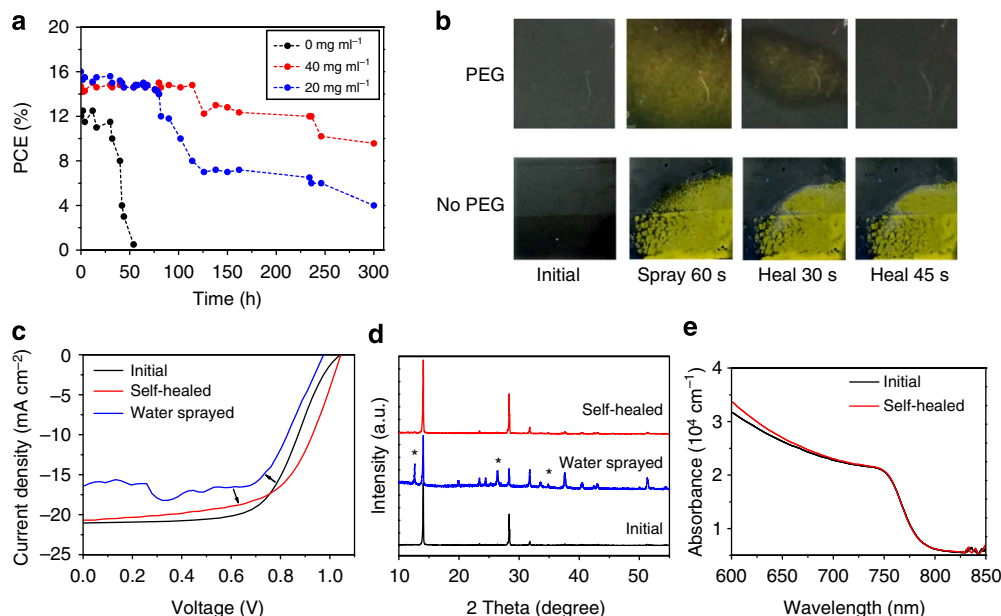 a
20
16
12
8
4
0
PCE (%)
0 mg ml⁻¹
40 mg ml⁻¹
20 mg ml⁻¹
0 50 100 150 200 250 300
Time (h)
b
PEG
No PEG
Initial Spray 60 s Heal 30 s Heal 45 s
c
0
−5
−10
−15
−20
−25
Current density (mA cm⁻²)
Initial
Self-healed
Water sprayed
0.0 0.2 0.4 0.6 0.8 1.0
Voltage (V)
d
Intensity (a.u.)
Self-healed
* * *
Water sprayed
Initial
10 25 40 55
2 Theta (degree)
e
4
3
2
1
Absorbance (10⁴ cm⁻¹)
Initial
Self-healed
600 650 700 750 800 850
Wavelength (nm)